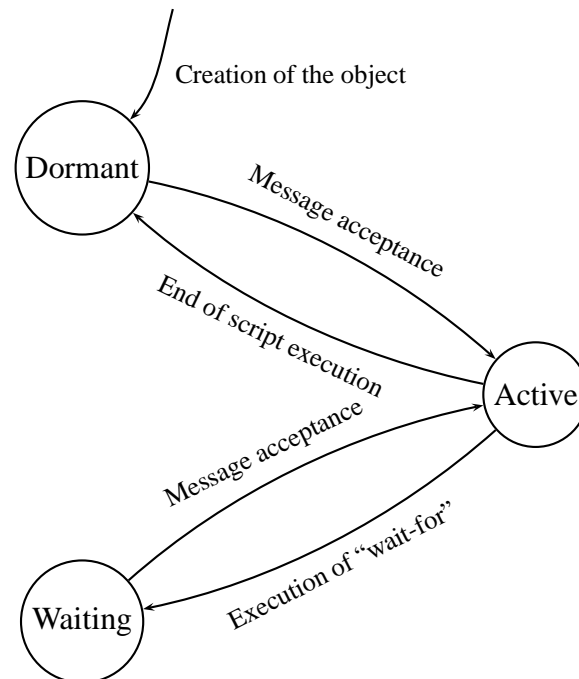 Creation of the object
Dormant
Message acceptance
End of script execution
Active
Message acceptance
Execution of “wait-for”
Waiting